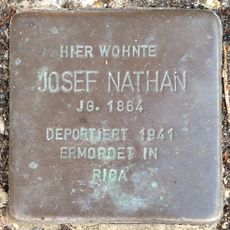 HIER WOHNTE
JOSEF NATHAN
JG. 1884
DEPORTIERT 1941
ERMORDET IN
RIGA